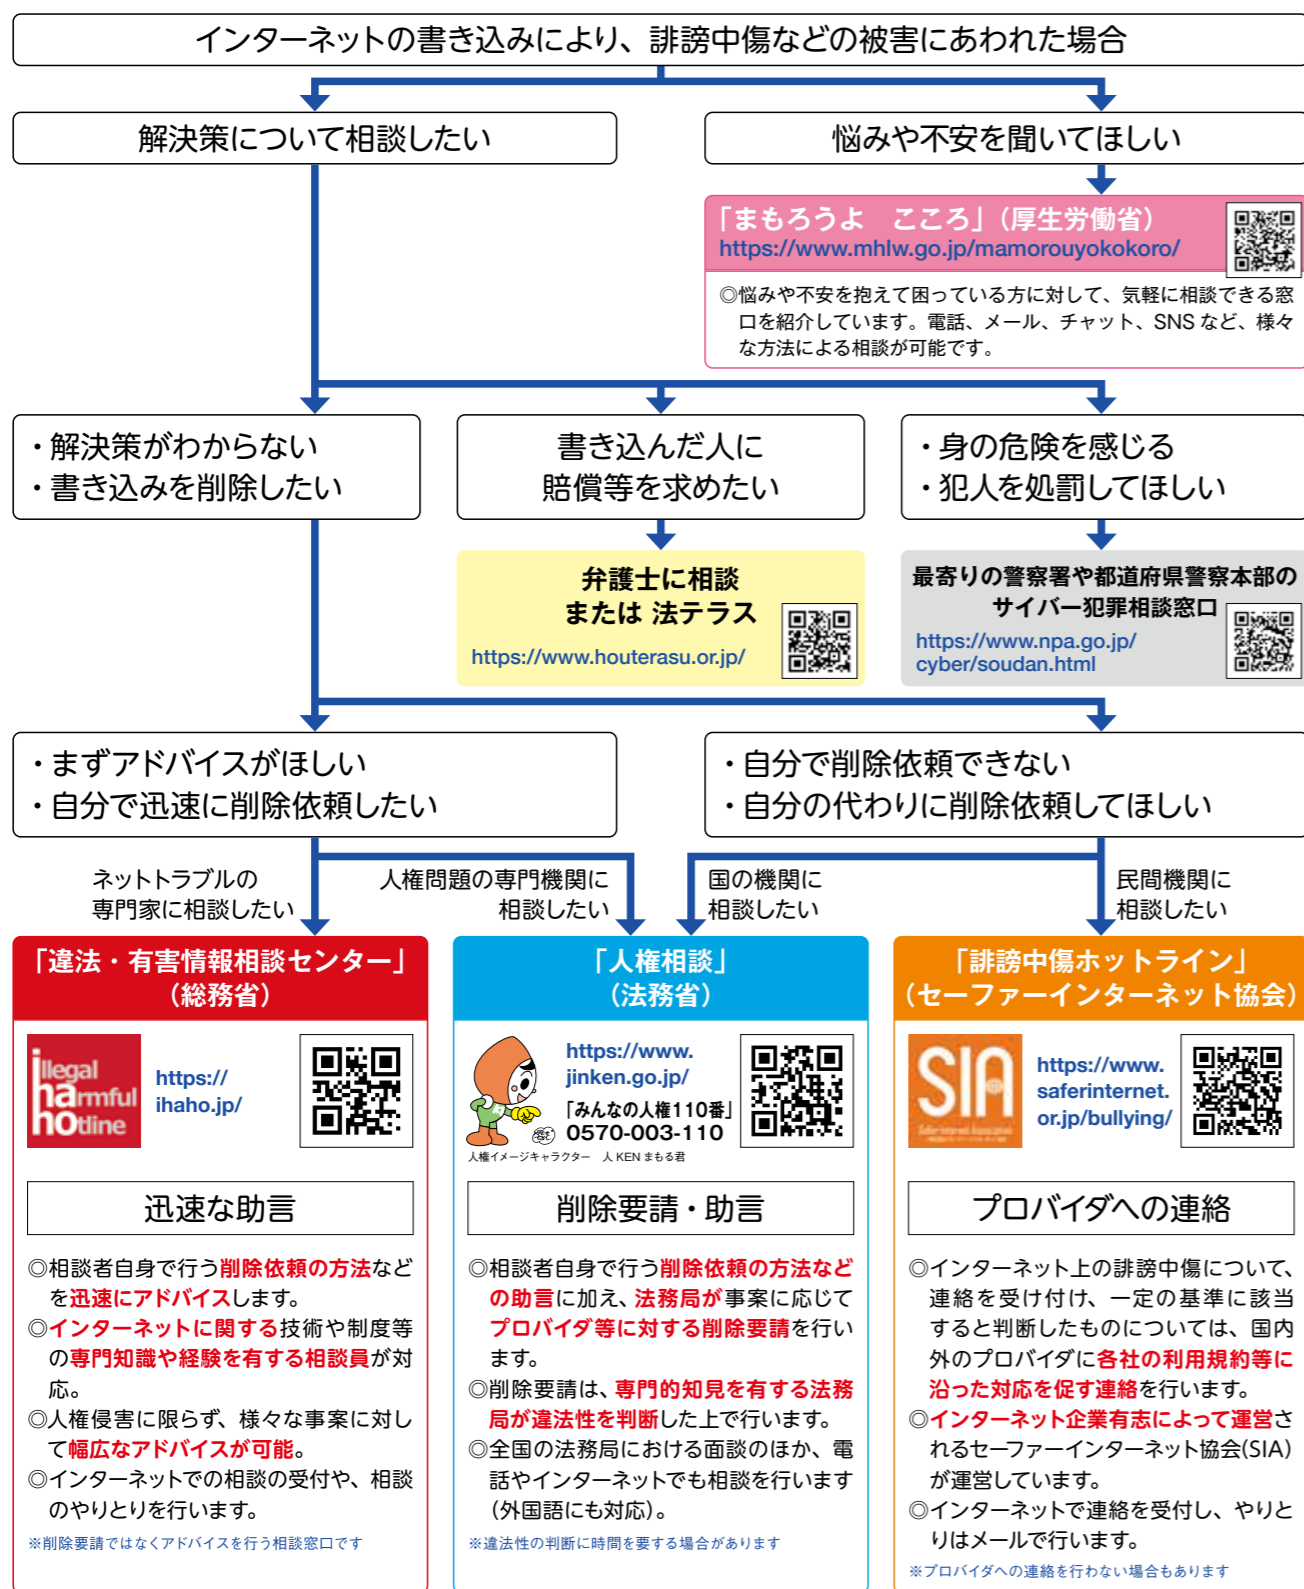 インターネットの書き込みにより、誹謗中傷などの被害にあわれた場合
解決策について相談したい
悩みや不安を聞いてほしい
「まもろうよ　こころ」（厚生労働省）
https://www.mhlw.go.jp/mamorouyokokoro/
◎悩みや不安を抱えて困っている方に対して、気軽に相談できる窓
口を紹介しています。電話、メール、チャット、SNS など、様々
な方法による相談が可能です。
・解決策がわからない
・書き込みを削除したい
書き込んだ人に
賠償等を求めたい
・身の危険を感じる
・犯人を処罰してほしい
弁護士に相談
または 法テラス
https://www.houterasu.or.jp/
最寄りの警察署や都道府県警察本部の
サイバー犯罪相談窓口
https://www.npa.go.jp/
cyber/soudan.html
・まずアドバイスがほしい
・自分で迅速に削除依頼したい
・自分で削除依頼できない
・自分の代わりに削除依頼してほしい
ネットトラブルの
専門家に相談したい
人権問題の専門機関に
相談したい
国の機関に
相談したい
民間機関に
相談したい
「違法・有害情報相談センター」
（総務省）
illegal
harmful
hotline
https://
ihaho.jp/
迅速な助言
◎相談者自身で行う削除依頼の方法など
を迅速にアドバイスします。
◎インターネットに関する技術や制度等
の専門知識や経験を有する相談員が対
応。
◎人権侵害に限らず、様々な事案に対し
て幅広なアドバイスが可能。
◎インターネットでの相談の受付や、相談
のやりとりを行います。
※削除要請ではなくアドバイスを行う相談窓口です
「人権相談」
（法務省）
https://www.
jinken.go.jp/
「みんなの人権110番」
0570-003-110
人権イメージキャラクター　人 KEN まもる君
削除要請・助言
◎相談者自身で行う削除依頼の方法など
の助言に加え、法務局が事案に応じて
プロバイダ等に対する削除要請を行い
ます。
◎削除要請は、専門的知見を有する法務
局が違法性を判断した上で行います。
◎全国の法務局における面談のほか、電
話やインターネットでも相談を行います
（外国語にも対応）。
※違法性の判断に時間を要する場合があります
「誹謗中傷ホットライン」
（セーファーインターネット協会）
SIA
https://www.
saferinternet.
or.jp/bullying/
プロバイダへの連絡
◎インターネット上の誹謗中傷について、
連絡を受け付け、一定の基準に該当
すると判断したものについては、国内
外のプロバイダに各社の利用規約等に
沿った対応を促す連絡を行います。
◎インターネット企業有志によって運営さ
れるセーファーインターネット協会(SIA)
が運営しています。
◎インターネットで連絡を受付し、やりと
りはメールで行います。
※プロバイダへの連絡を行わない場合もあります